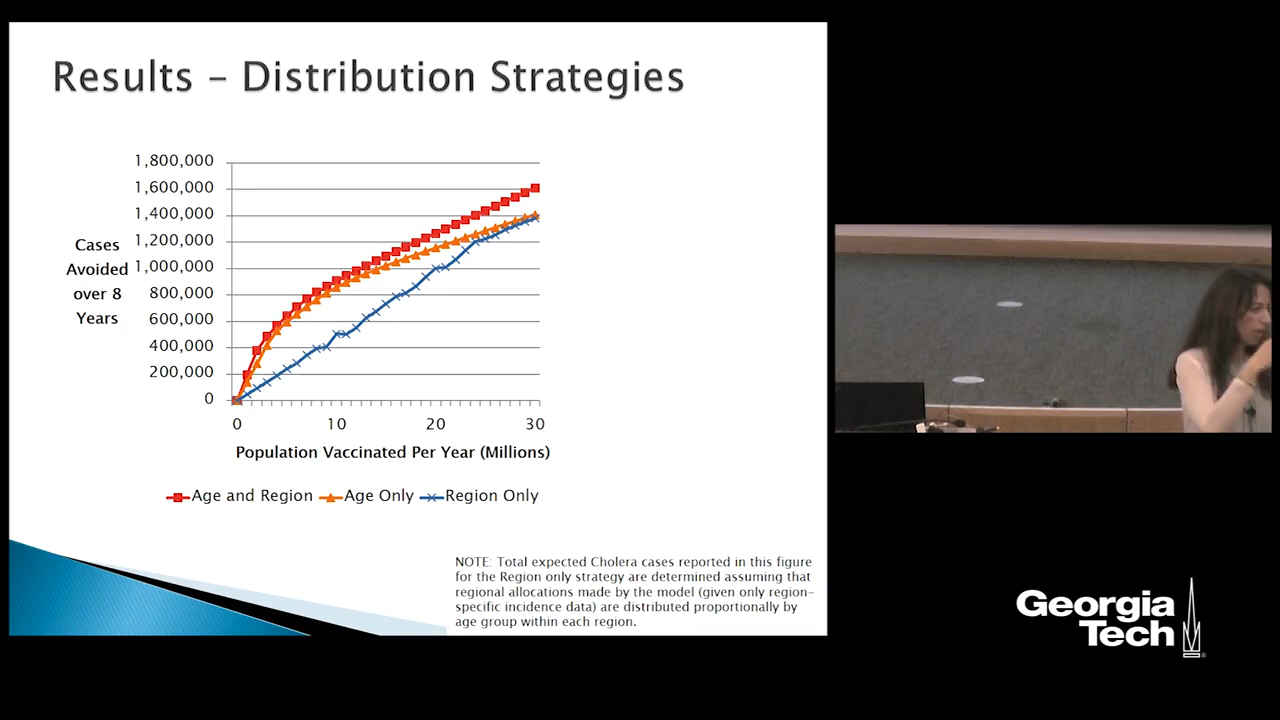 Results – Distribution Strategies
1,800,000
1,600,000
1,400,000
1,200,000
1,000,000
800,000
600,000
400,000
200,000
0
Cases
Avoided
over 8
Years
0 10 20 30
Population Vaccinated Per Year (Millions)
Age and Region Age Only Region Only
NOTE: Total expected Cholera cases reported in this figure
for the Region only strategy are determined assuming that
regional allocations made by the model (given only region-
specific incidence data) are distributed proportionally by
age group within each region.
Georgia
Tech
®